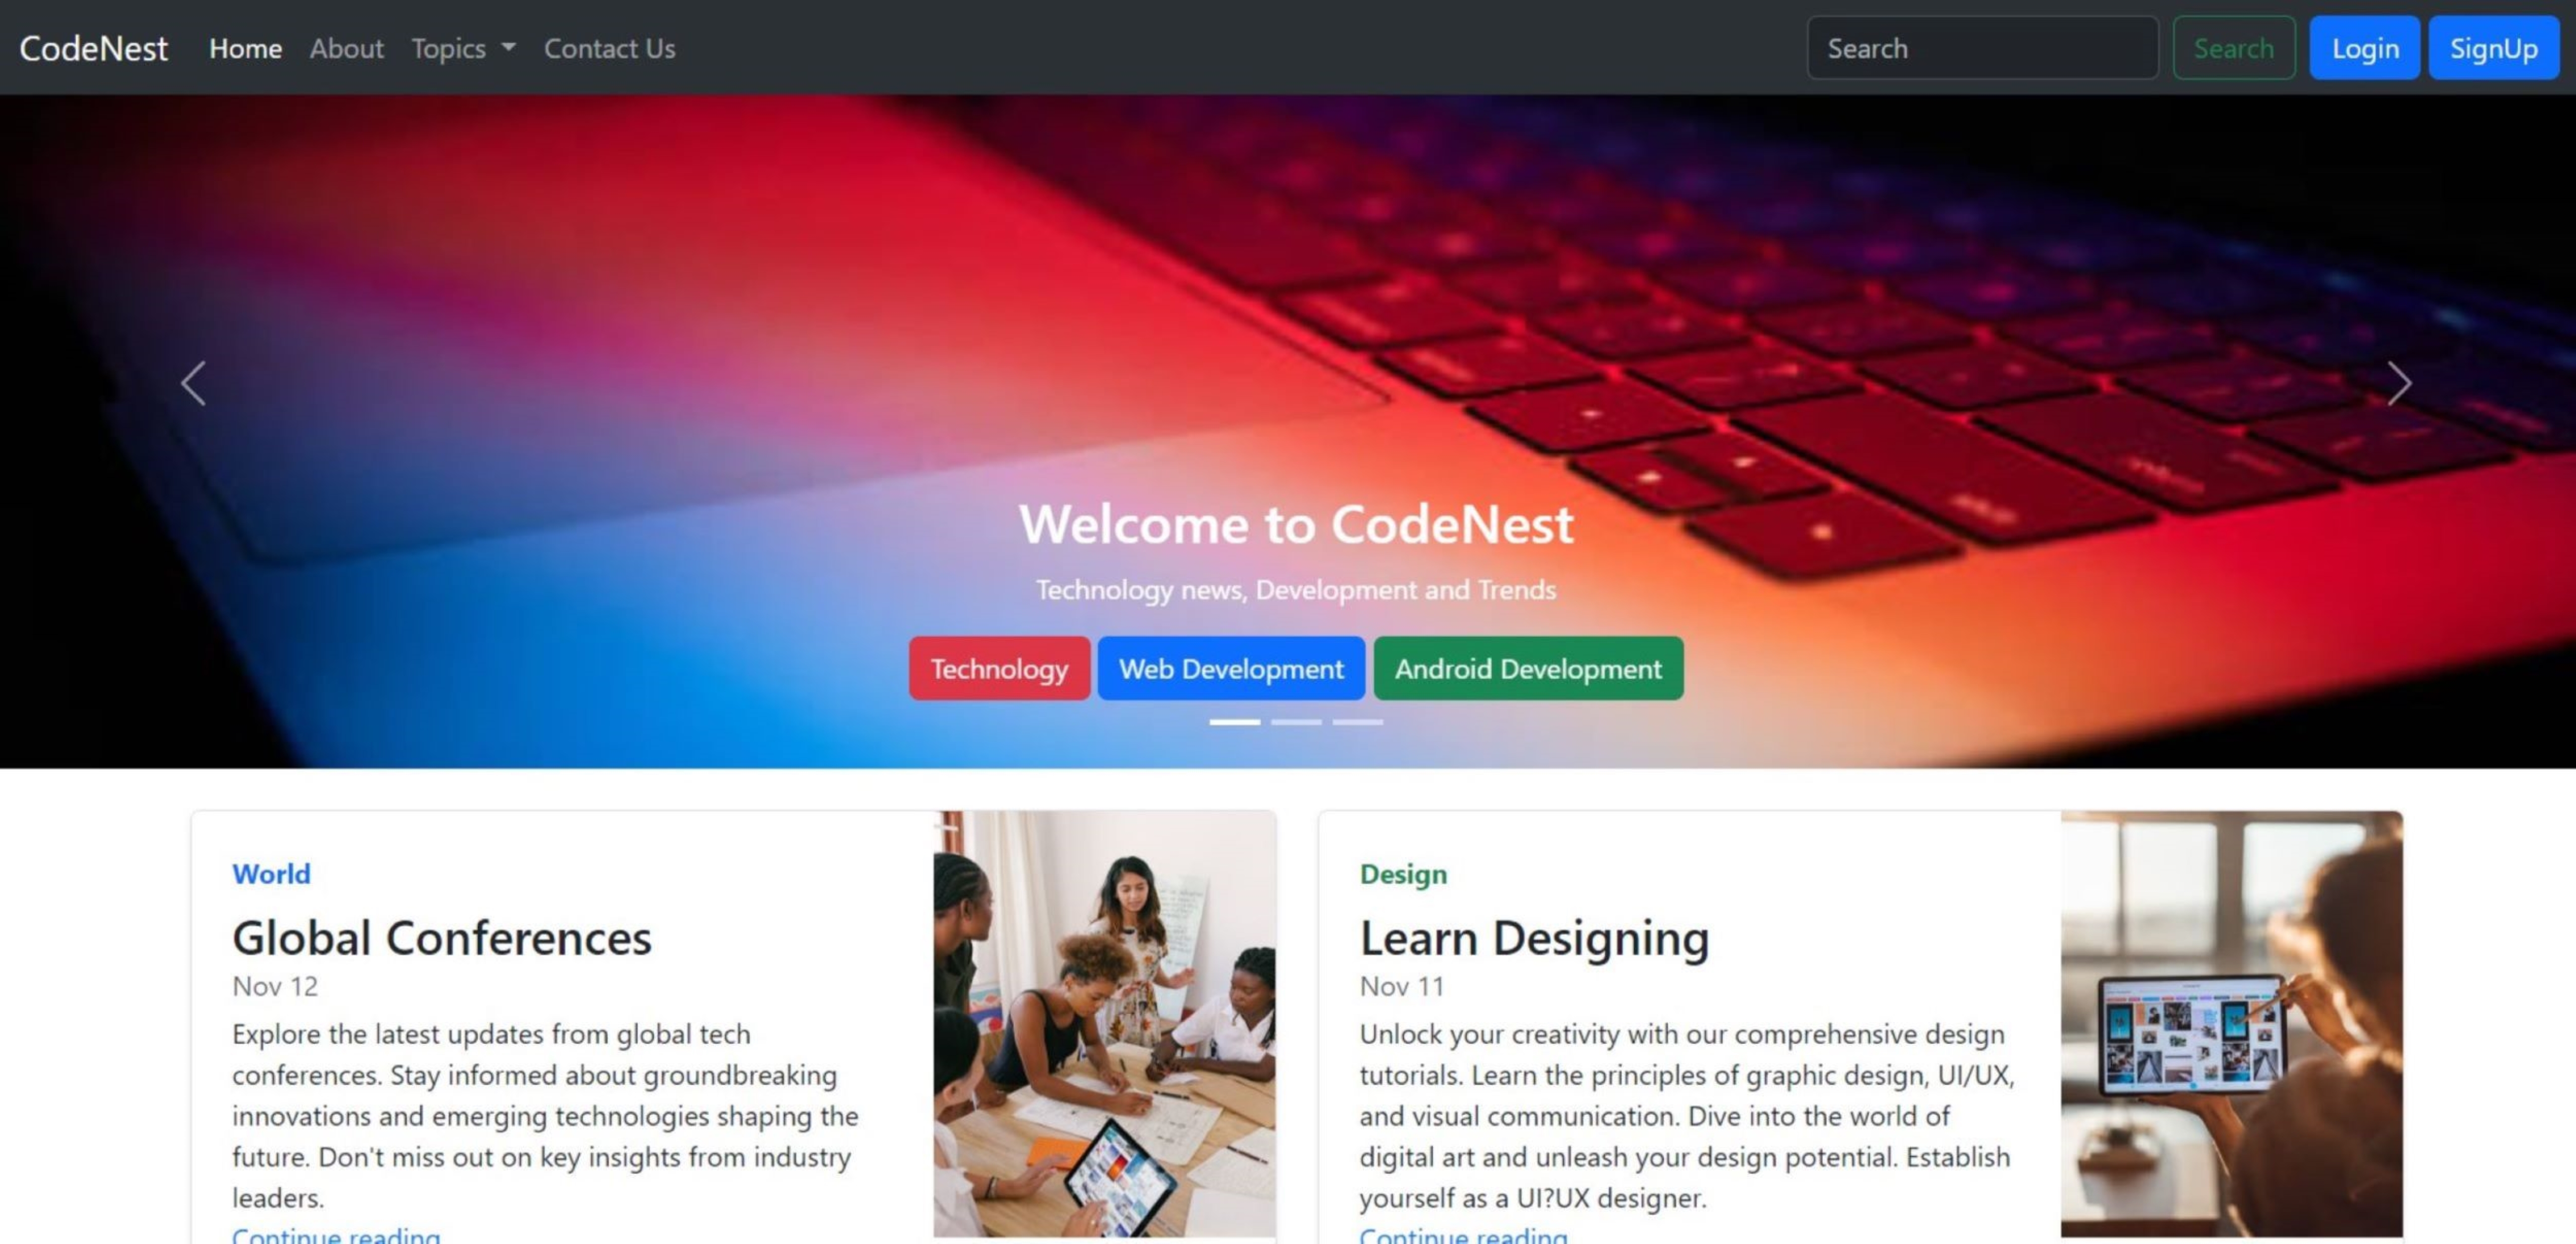 CodeNest Home About Topics Contact Us Search Search Login SignUp
Welcome to CodeNest
Technology news, Development and Trends
Technology Web Development Android Development
World
Global Conferences
Nov 12
Explore the latest updates from global tech
conferences. Stay informed about groundbreaking
innovations and emerging technologies shaping the
future. Don't miss out on key insights from industry
leaders.
Continue reading
Design
Learn Designing
Nov 11
Unlock your creativity with our comprehensive design
tutorials. Learn the principles of graphic design, UI/UX,
and visual communication. Dive into the world of
digital art and unleash your design potential. Establish
yourself as a UI?UX designer.
Continue reading